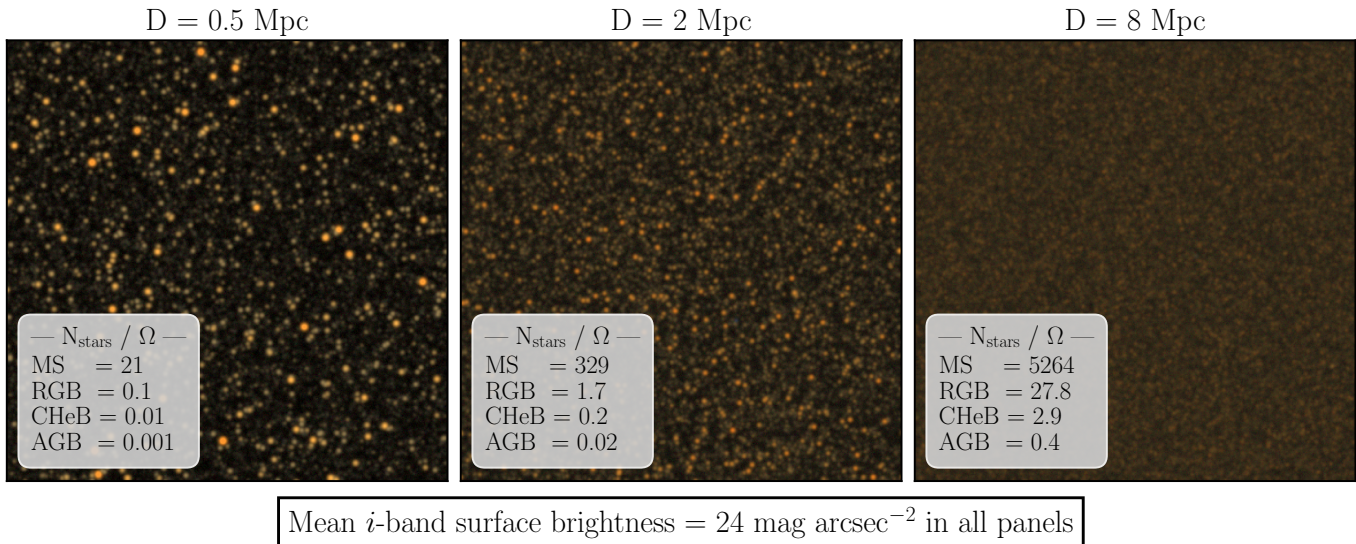 D = 0.5 Mpc
— N_stars / Ω —
MS = 21
RGB = 0.1
CHeB = 0.01
AGB = 0.001
D = 2 Mpc
— N_stars / Ω —
MS = 329
RGB = 1.7
CHeB = 0.2
AGB = 0.02
D = 8 Mpc
— N_stars / Ω —
MS = 5264
RGB = 27.8
CHeB = 2.9
AGB = 0.4
Mean i-band surface brightness = 24 mag arcsec⁻² in all panels